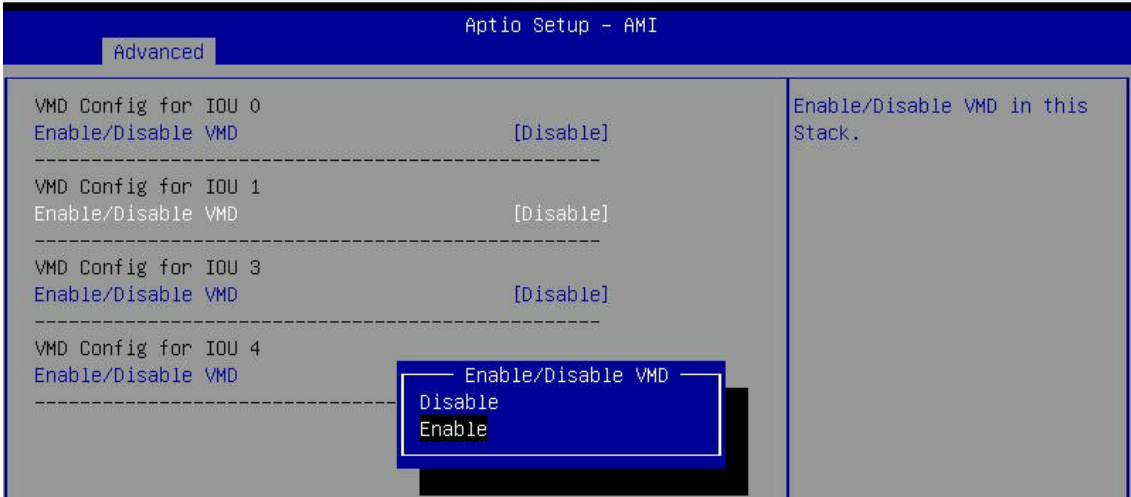 Aptio Setup – AMI
Advanced
VMD Config for IOU 0
Enable/Disable VMD [Disable]
VMD Config for IOU 1
Enable/Disable VMD [Disable]
VMD Config for IOU 3
Enable/Disable VMD [Disable]
VMD Config for IOU 4
Enable/Disable VMD
Enable/Disable VMD
Disable
Enable
Enable/Disable VMD in this
Stack.